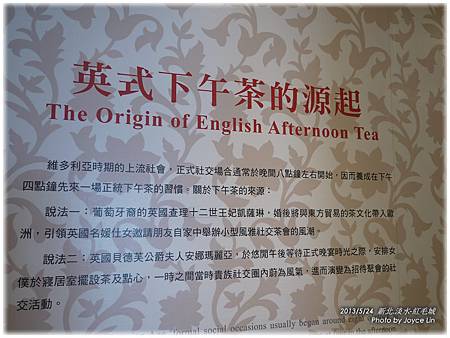 英式下午茶的源起
The Origin of English Afternoon Tea
維多利亞時期的上流社會，正式社交場合通常於晚間八點鐘左右開始，因而養成在下午
四點鐘先來一場正統下午茶的習慣。關於下午茶的來源：
說法一：葡萄牙裔的英國查理十二世王妃凱薩琳，婚後將與東方貿易的茶文化帶入歐
洲，引領英國名媛仕女邀請朋友自家中舉辦小型風雅社交茶會的風潮。
說法二：英國貝德芙公爵夫人安娜瑪麗亞，於悠閒午後等待正式晚宴時光之際，安排女
僕於寢居室擺設茶及點心，一時之間當時貴族社交圈內蔚為風氣，進而演變為招待聚會的社
交活動。
formal social occasions usually began around eight
the afternoon
2013/5/24 新北.淡水.紅毛城
Photo by Joyce Lin